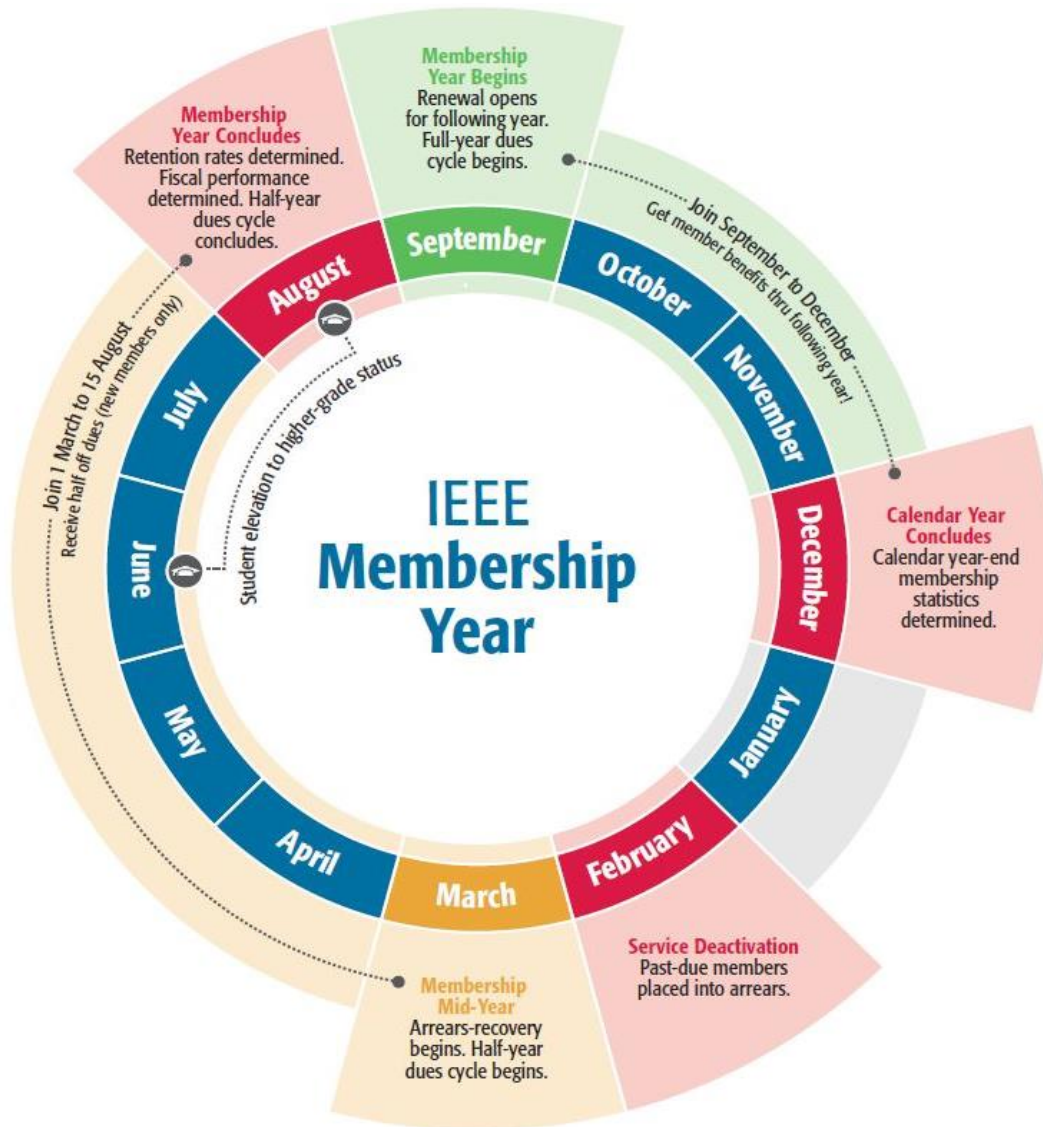 Membership
Year Begins
Renewal opens
for following year.
Full-year dues
cycle begins.
Membership
Year Concludes
Retention rates determined.
Fiscal performance
determined. Half-year
dues cycle
concludes.
Join September to December
Get member benefits thru following year!
September
October
November
December
January
February
March
April
May
June
July
August
Calendar Year
Concludes
Calendar year-end
membership
statistics
determined.
Join 1 March to 15 August
Receive half off dues (new members only)
Student elevation to higher-grade status
IEEE
Membership
Year
Service Deactivation
Past-due members
placed into arrears.
Membership
Mid-Year
Arrears-recovery
begins. Half-year
dues cycle begins.